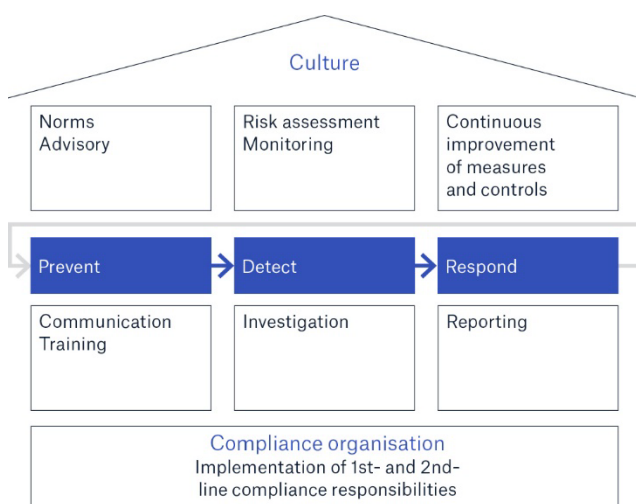 Culture
Norms
Advisory
Risk assessment
Monitoring
Continuous
improvement
of measures
and controls
Prevent
Detect
Respond
Communication
Training
Investigation
Reporting
Compliance organisation
Implementation of 1st- and 2nd-
line compliance responsibilities